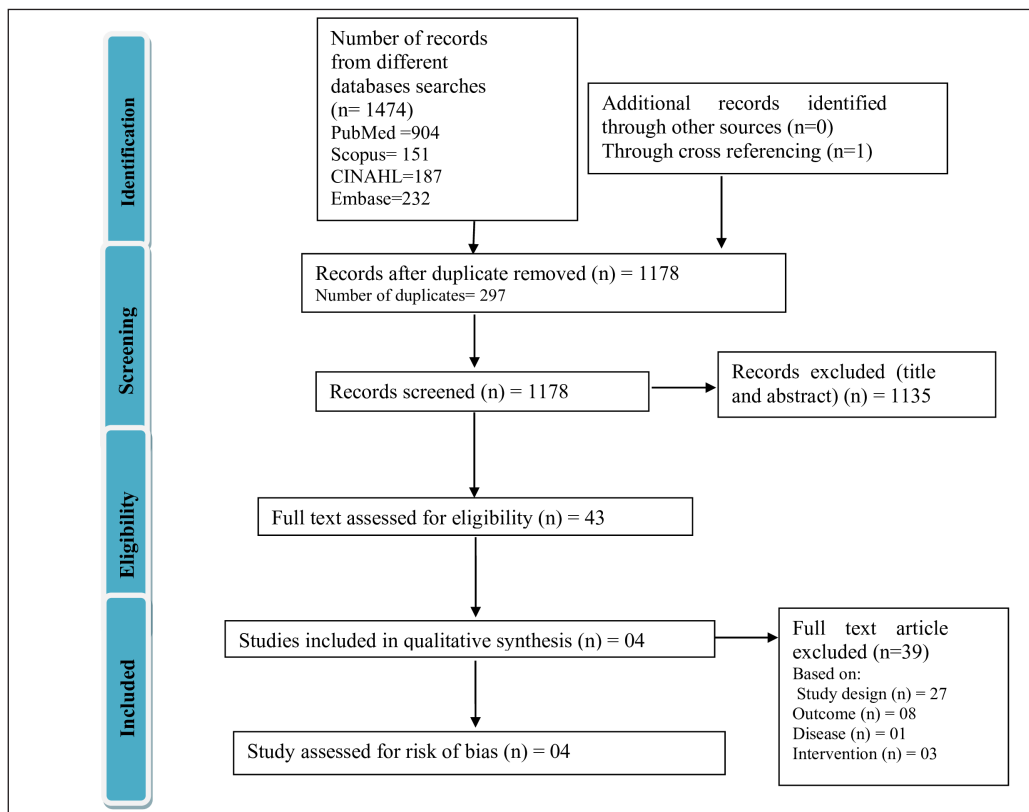 Identification
Number of records
from different
databases searches
(n= 1474)
PubMed =904
Scopus= 151
CINAHL=187
Embase=232
Additional records identified
through other sources (n=0)
Through cross referencing (n=1)
Screening
Records after duplicate removed (n) = 1178
Number of duplicates= 297
Records screened (n) = 1178
Records excluded (title
and abstract) (n) = 1135
Eligibility
Full text assessed for eligibility (n) = 43
Included
Studies included in qualitative synthesis (n) = 04
Full text article
excluded (n=39)
Based on:
Study design (n) = 27
Outcome (n) = 08
Disease (n) = 01
Intervention (n) = 03
Study assessed for risk of bias (n) = 04